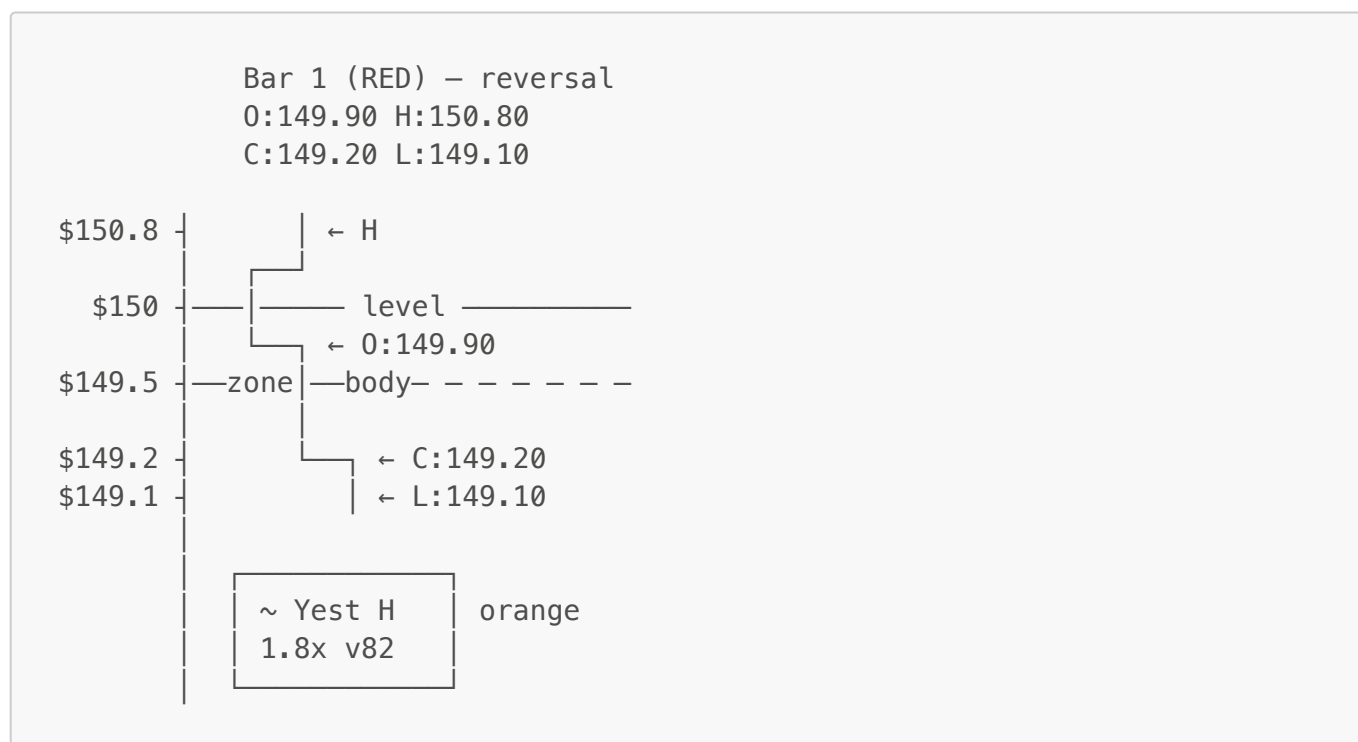 Bar 1 (RED) — reversal
O:149.90 H:150.80
C:149.20 L:149.10
$150.8 ← H
$150 level
← O:149.90
$149.5 zone body
$149.2 ← C:149.20
$149.1 ← L:149.10
~ Yest H orange
1.8x v82